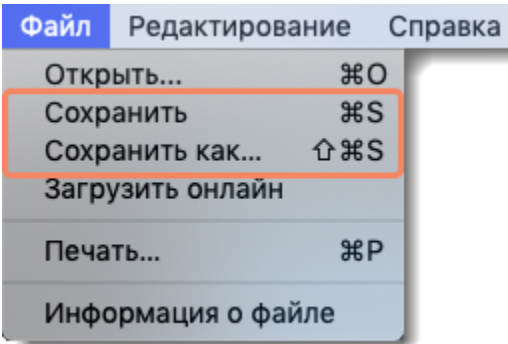 Файл Редактирование Справка
Открыть... ⌘O
Сохранить ⌘S
Сохранить как... ⇧⌘S
Загрузить онлайн
Печать... ⌘P
Информация о файле